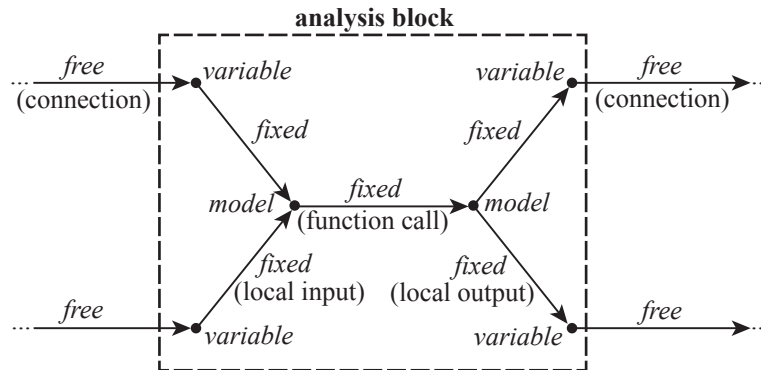 analysis block
free
(connection)
variable
variable
free
(connection)
fixed
fixed
model
fixed
(function call)
model
fixed
(local input)
fixed
(local output)
free
variable
variable
free